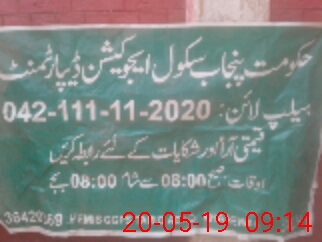 حکومت پنجاب سکول ایجوکیشن ڈیپارٹمنٹ
ہیلپ لائن: 042-111-11-2020
قیمتی آراء اور شکایات کے لئے رابطہ کریں
اوقات صبح 08:00 سے شام 08:00 بجے
20-05-19 09:14